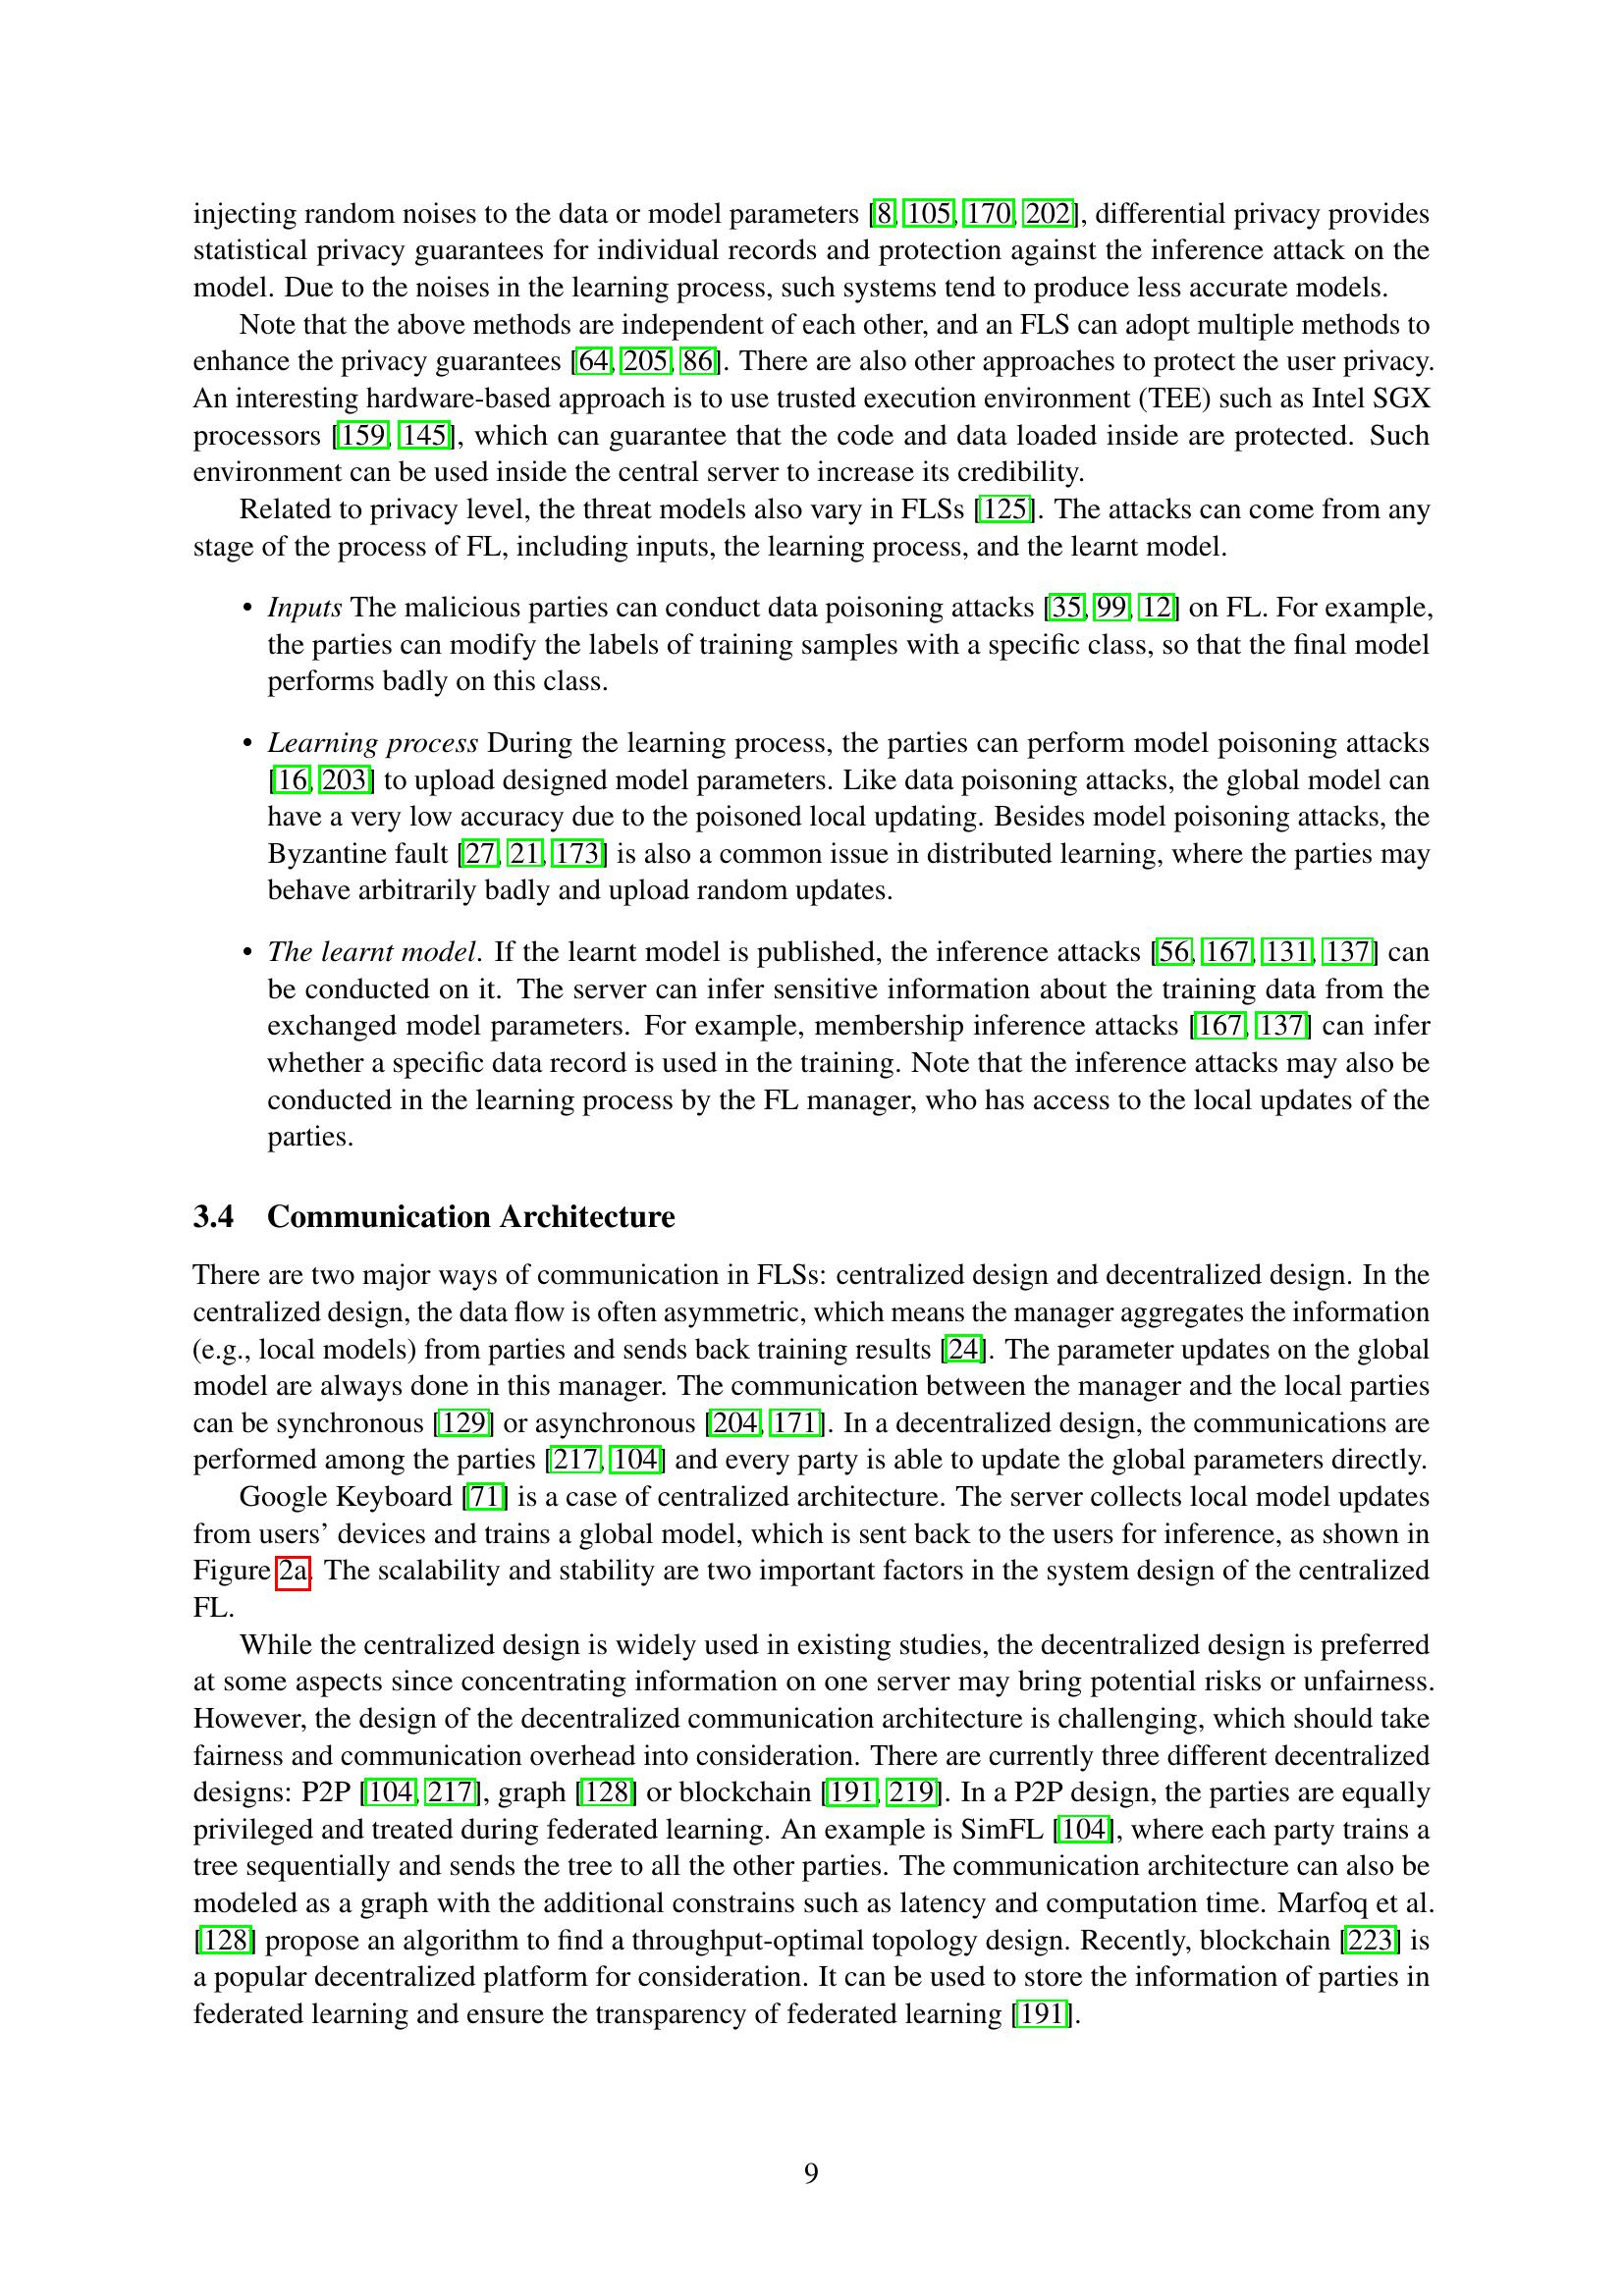 injecting random noises to the data or model parameters [8, 105, 170, 202], differential privacy provides
statistical privacy guarantees for individual records and protection against the inference attack on the
model. Due to the noises in the learning process, such systems tend to produce less accurate models.
Note that the above methods are independent of each other, and an FLS can adopt multiple methods to
enhance the privacy guarantees [64, 205, 86]. There are also other approaches to protect the user privacy.
An interesting hardware-based approach is to use trusted execution environment (TEE) such as Intel SGX
processors [159, 145], which can guarantee that the code and data loaded inside are protected. Such
environment can be used inside the central server to increase its credibility.
Related to privacy level, the threat models also vary in FLSs [125]. The attacks can come from any
stage of the process of FL, including inputs, the learning process, and the learnt model.
• Inputs The malicious parties can conduct data poisoning attacks [35, 99, 12] on FL. For example,
the parties can modify the labels of training samples with a specific class, so that the final model
performs badly on this class.
• Learning process During the learning process, the parties can perform model poisoning attacks
[16, 203] to upload designed model parameters. Like data poisoning attacks, the global model can
have a very low accuracy due to the poisoned local updating. Besides model poisoning attacks, the
Byzantine fault [27, 21, 173] is also a common issue in distributed learning, where the parties may
behave arbitrarily badly and upload random updates.
• The learnt model. If the learnt model is published, the inference attacks [56, 167, 131, 137] can
be conducted on it. The server can infer sensitive information about the training data from the
exchanged model parameters. For example, membership inference attacks [167, 137] can infer
whether a specific data record is used in the training. Note that the inference attacks may also be
conducted in the learning process by the FL manager, who has access to the local updates of the
parties.
3.4 Communication Architecture
There are two major ways of communication in FLSs: centralized design and decentralized design. In the
centralized design, the data flow is often asymmetric, which means the manager aggregates the information
(e.g., local models) from parties and sends back training results [24]. The parameter updates on the global
model are always done in this manager. The communication between the manager and the local parties
can be synchronous [129] or asynchronous [204, 171]. In a decentralized design, the communications are
performed among the parties [217, 104] and every party is able to update the global parameters directly.
Google Keyboard [71] is a case of centralized architecture. The server collects local model updates
from users’ devices and trains a global model, which is sent back to the users for inference, as shown in
Figure 2a. The scalability and stability are two important factors in the system design of the centralized
FL.
While the centralized design is widely used in existing studies, the decentralized design is preferred
at some aspects since concentrating information on one server may bring potential risks or unfairness.
However, the design of the decentralized communication architecture is challenging, which should take
fairness and communication overhead into consideration. There are currently three different decentralized
designs: P2P [104, 217], graph [128] or blockchain [191, 219]. In a P2P design, the parties are equally
privileged and treated during federated learning. An example is SimFL [104], where each party trains a
tree sequentially and sends the tree to all the other parties. The communication architecture can also be
modeled as a graph with the additional constrains such as latency and computation time. Marfoq et al.
[128] propose an algorithm to find a throughput-optimal topology design. Recently, blockchain [223] is
a popular decentralized platform for consideration. It can be used to store the information of parties in
federated learning and ensure the transparency of federated learning [191].
9